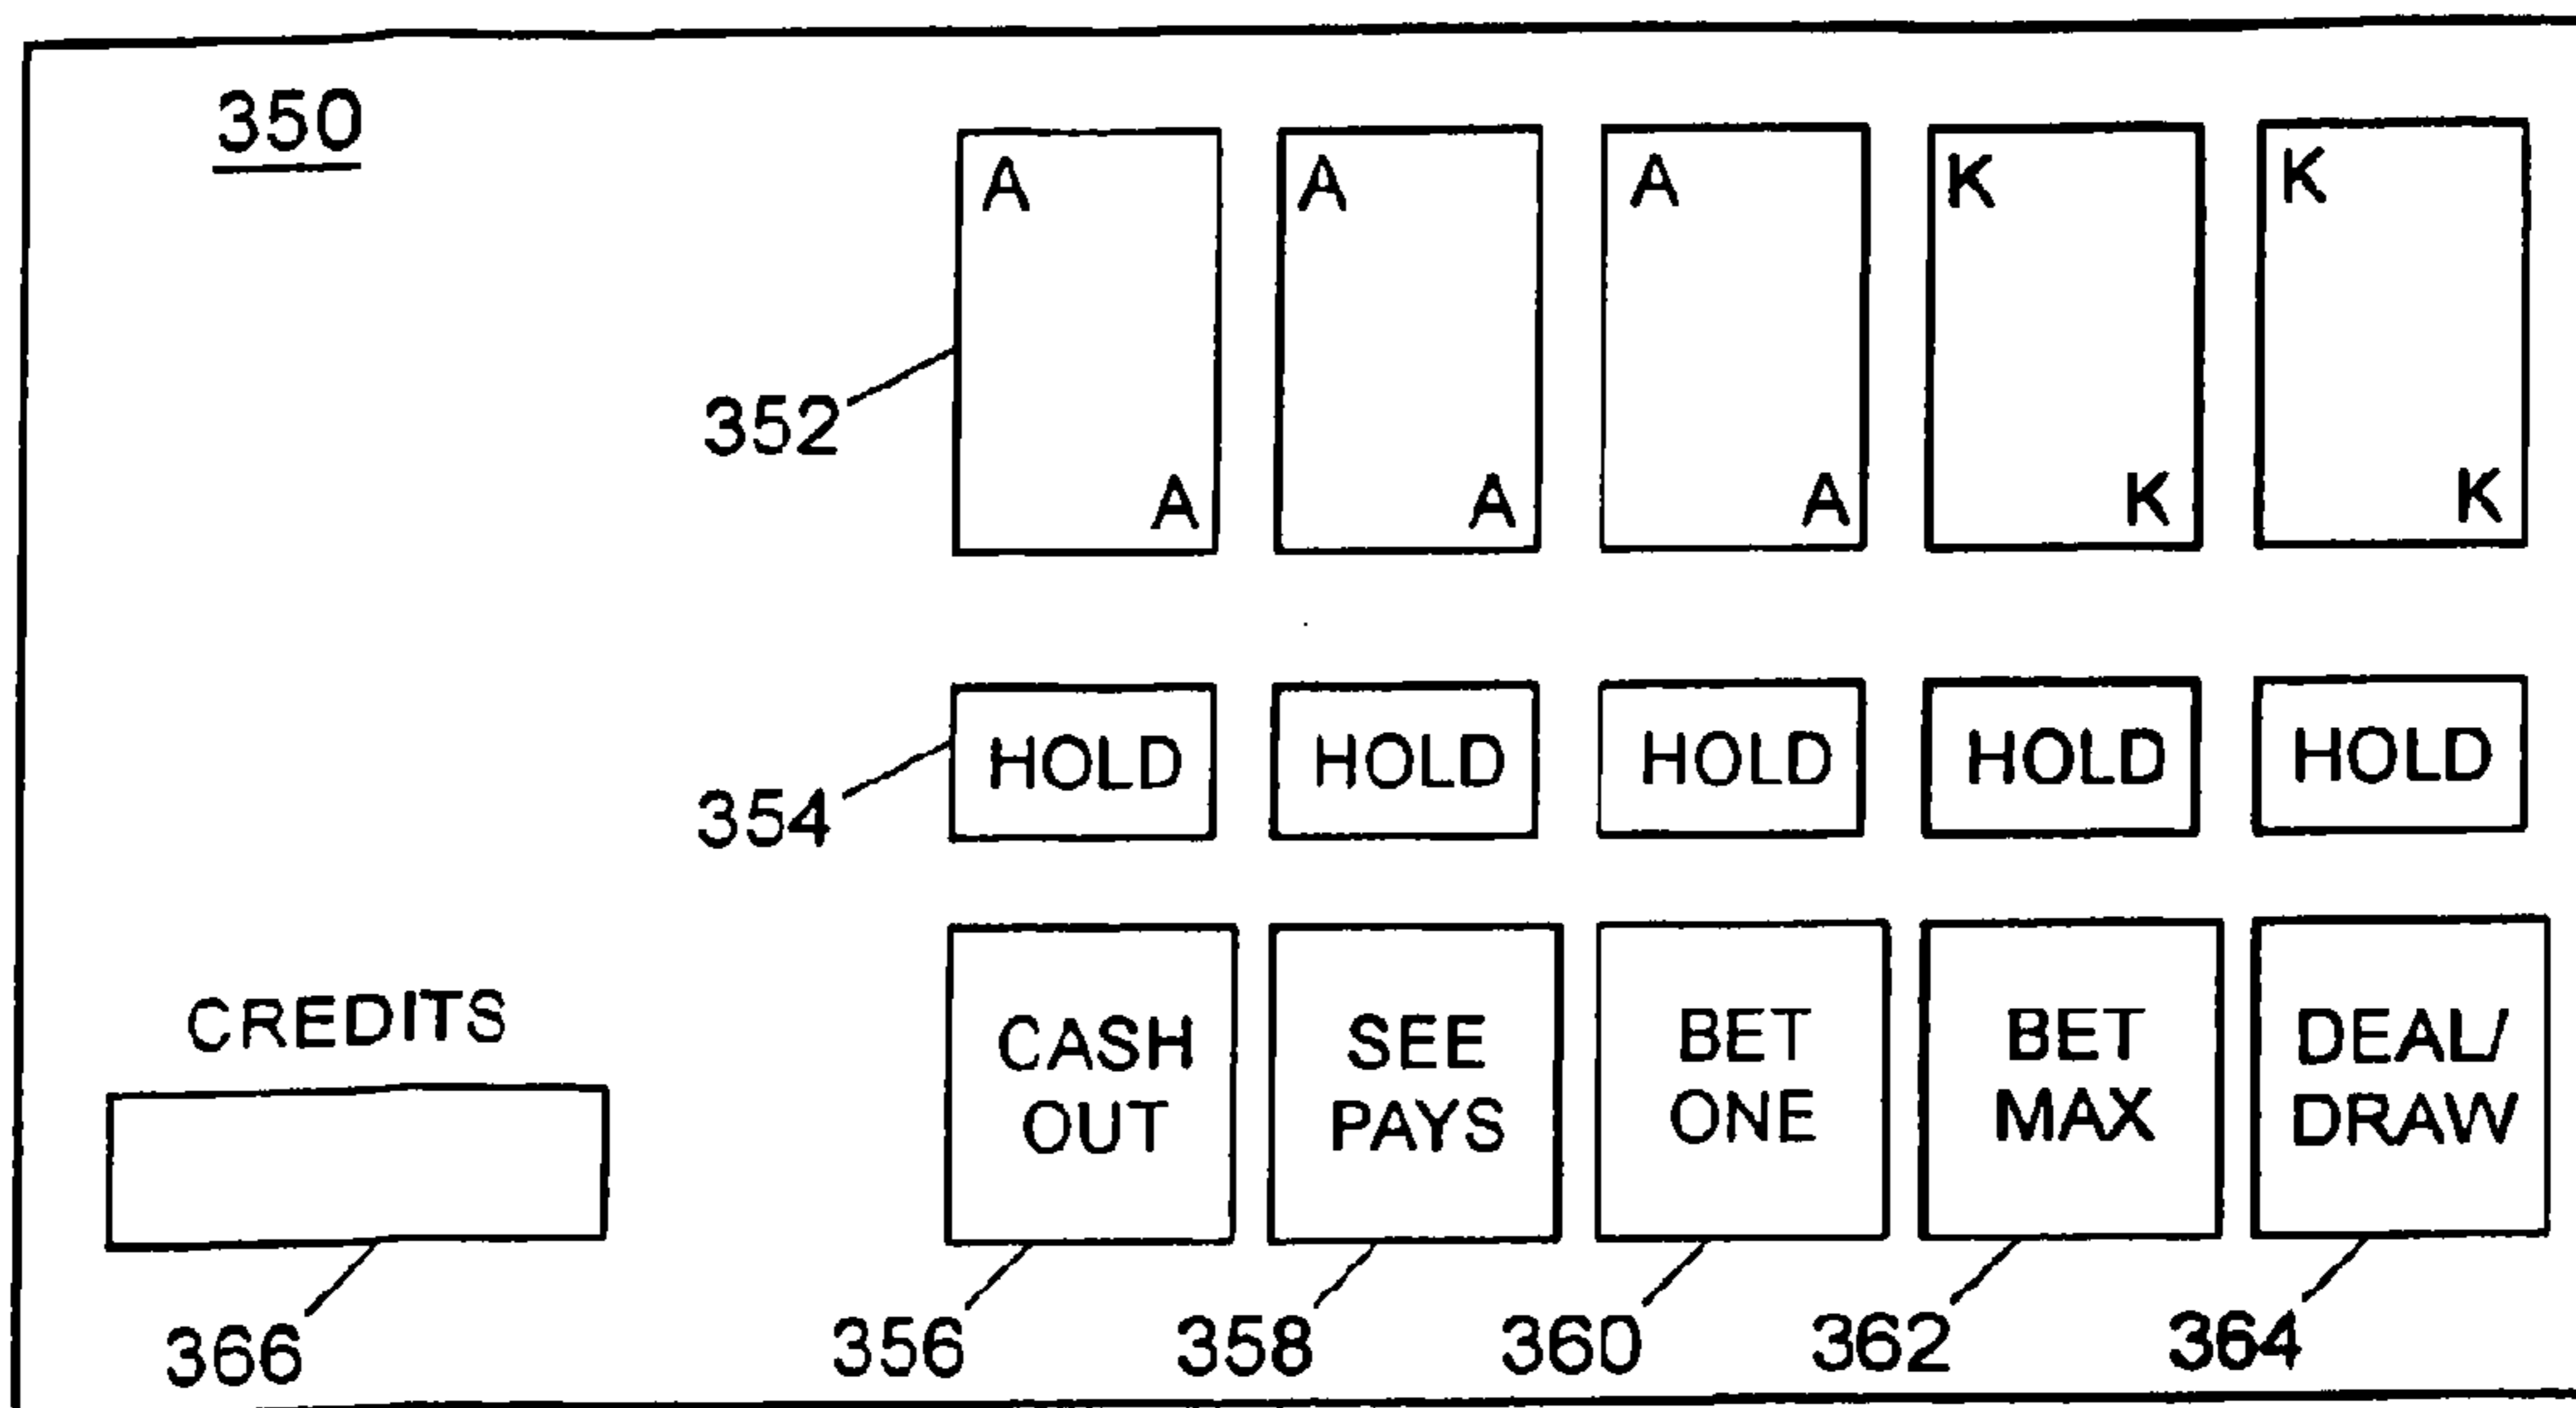 350
A A A K K
352
A A A K K
HOLD HOLD HOLD HOLD HOLD
354
CREDITS
CASH SEE BET BET DEAL/
OUT PAYS ONE MAX DRAW
366 356 358 360 362 364